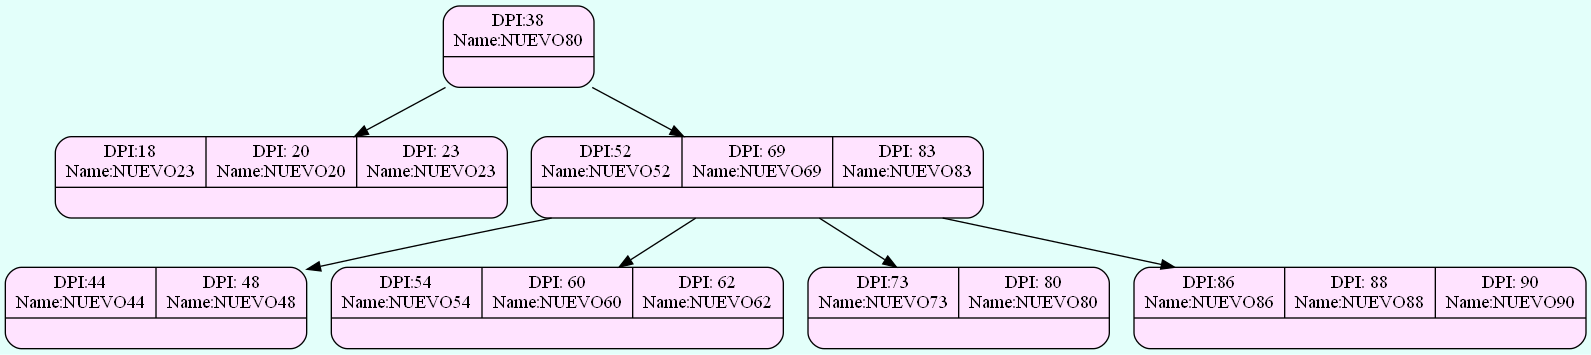 DPI:38
Name:NUEVO80
DPI:18
Name:NUEVO23
DPI: 20
Name:NUEVO20
DPI: 23
Name:NUEVO23
DPI:52
Name:NUEVO52
DPI: 69
Name:NUEVO69
DPI: 83
Name:NUEVO83
DPI:44
Name:NUEVO44
DPI: 48
Name:NUEVO48
DPI:54
Name:NUEVO54
DPI: 60
Name:NUEVO60
DPI: 62
Name:NUEVO62
DPI:73
Name:NUEVO73
DPI: 80
Name:NUEVO80
DPI:86
Name:NUEVO86
DPI: 88
Name:NUEVO88
DPI: 90
Name:NUEVO90